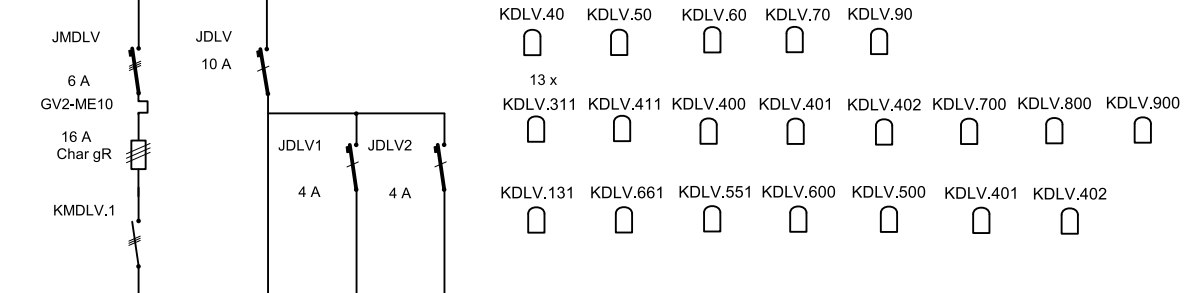 JMDLV
6 A
GV2-ME10
16 A
Char gR
KMDLV.1
JDLV
10 A
JDLV1
4 A
JDLV2
4 A
KDLV.40 KDLV.50 KDLV.60 KDLV.70 KDLV.90
13 x
KDLV.311 KDLV.411 KDLV.400 KDLV.401 KDLV.402 KDLV.700 KDLV.800 KDLV.900
KDLV.131 KDLV.661 KDLV.551 KDLV.600 KDLV.500 KDLV.401 KDLV.402